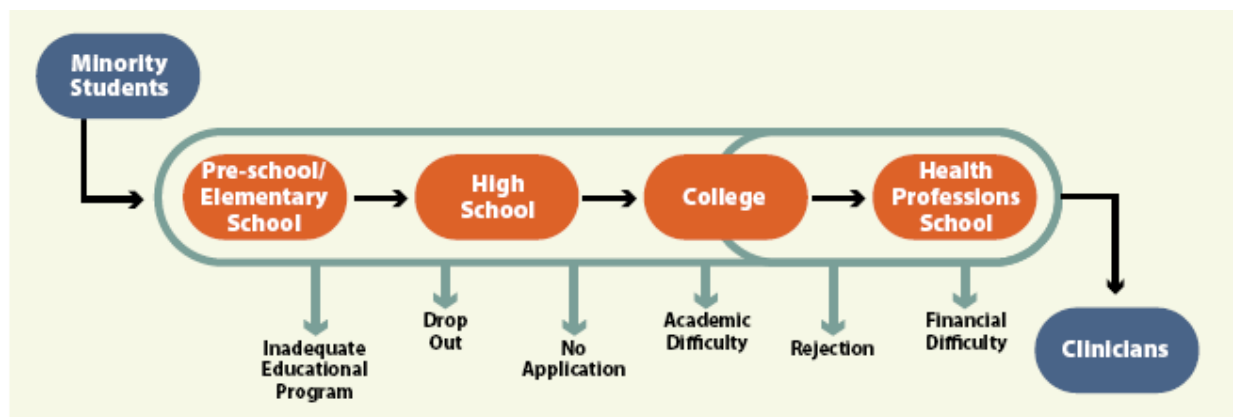 Minority
Students
Pre-school/
Elementary
School
High
School
College
Health
Professions
School
Inadequate
Educational
Program
Drop
Out
No
Application
Academic
Difficulty
Rejection
Financial
Difficulty
Clinicians